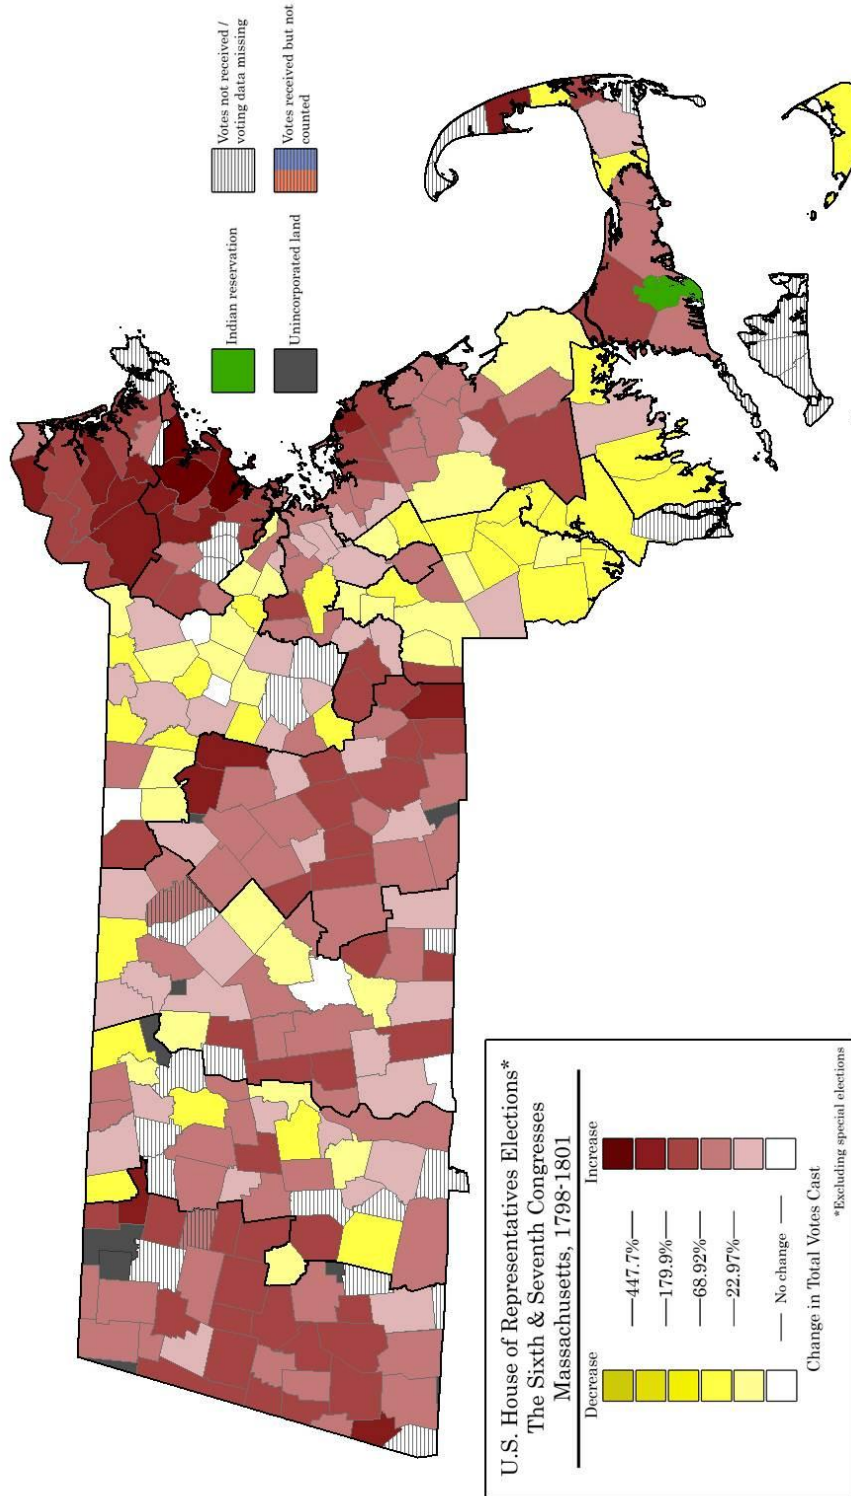 Indian reservation
Votes not received /
voting data missing
Unincorporated land
Votes received but not
counted
U.S. House of Representatives Elections*
The Sixth & Seventh Congresses
Massachusetts, 1798-1801
Decrease
Increase
447.7%
179.9%
68.92%
22.97%
No change
Change in Total Votes Cast
*Excluding special elections